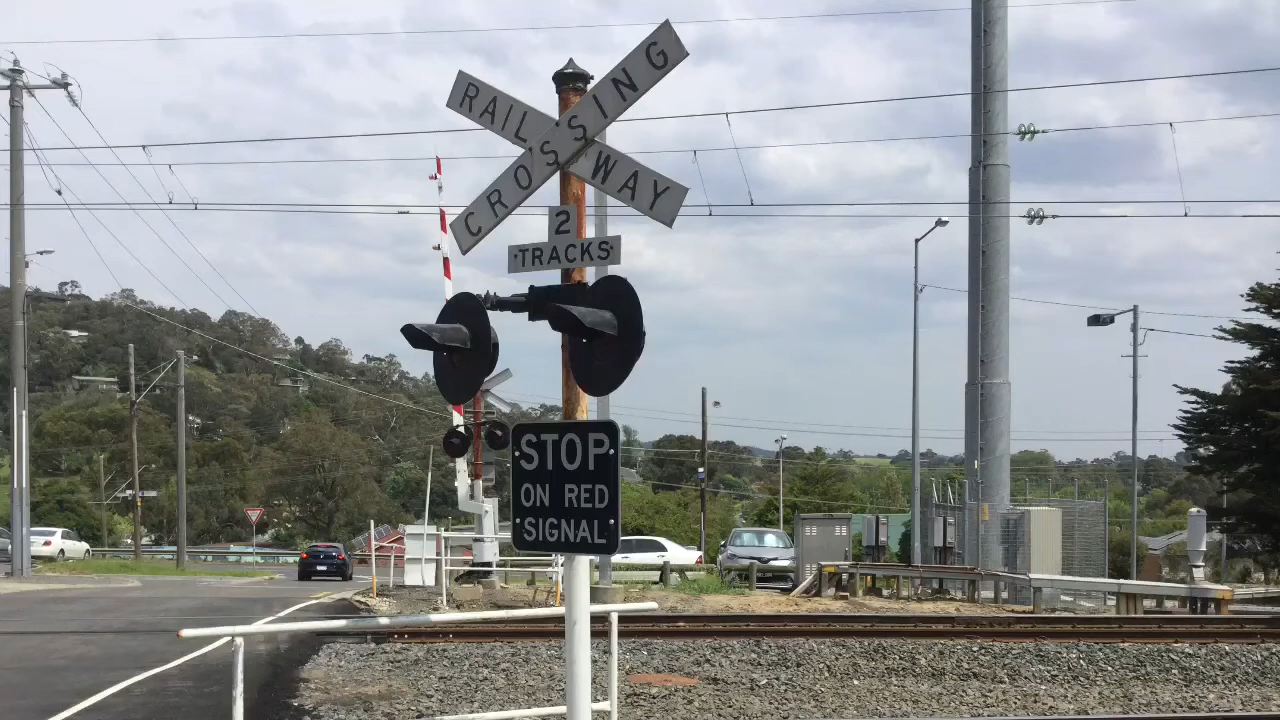 RAILWAY
CROSSING
2
TRACKS
STOP
ON RED
SIGNAL